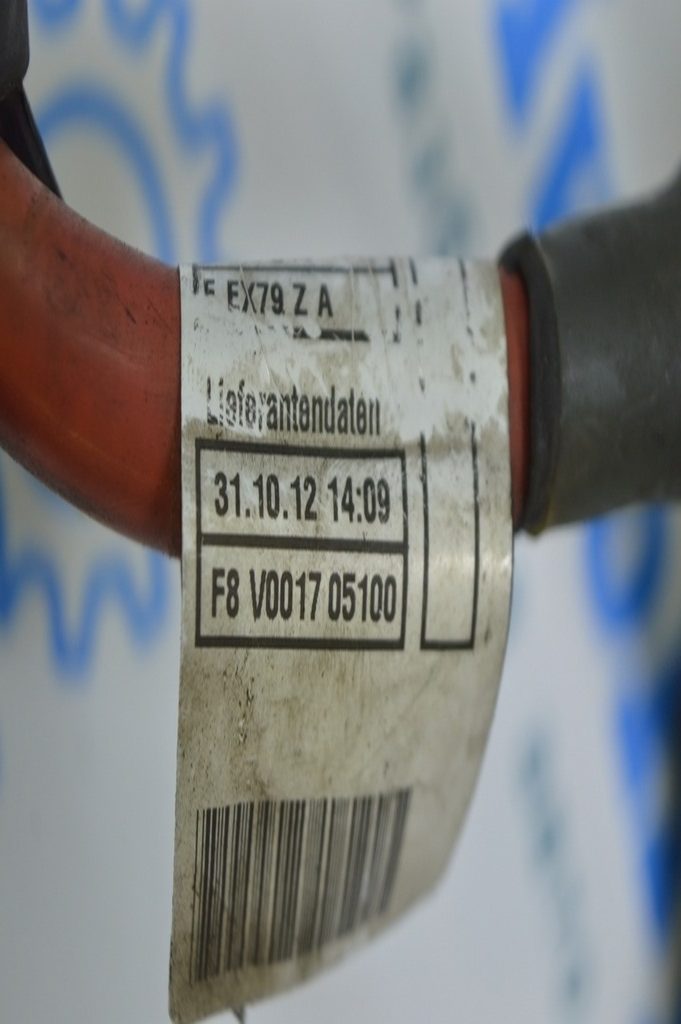 EX79 Z A
Lieferantendaten
31.10.12 14:09
F8 V0017 05100